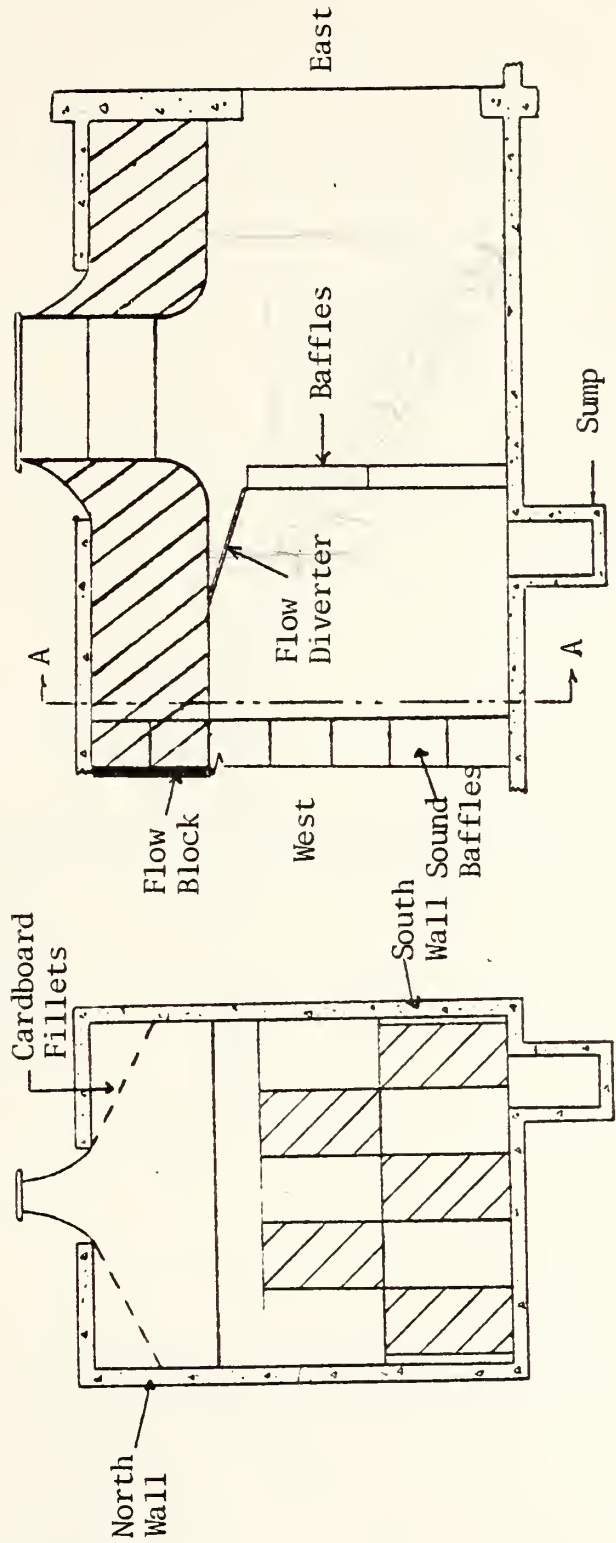 Cardboard
Fillets
North
Wall
South
Wall
A
Flow
Block
West
Sound
Baffles
Flow
Diverter
Baffles
East
A
Sump